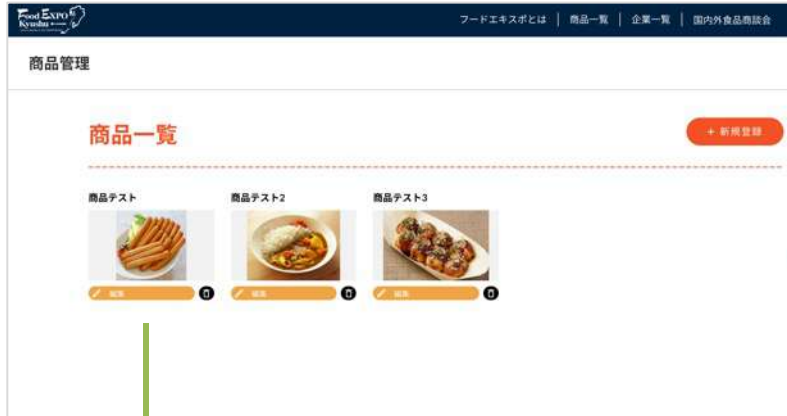 Food EXPO
Kyushu
フードエキスポとは | 商品一覧 | 企業一覧 | 国内外食品商談会
商品管理
商品一覧
+ 新規登録
商品テスト 商品テスト2 商品テスト3
編集 編集 編集